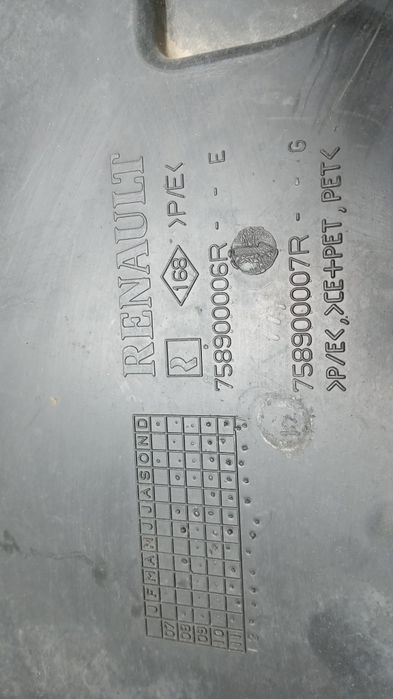 RENAULT
R 168 >P/E<
758900006R - - E
758900007R - - G
>P/E<,>CE+PET,PET<
J F M A M J J A S O N D
07
08
09
10
11